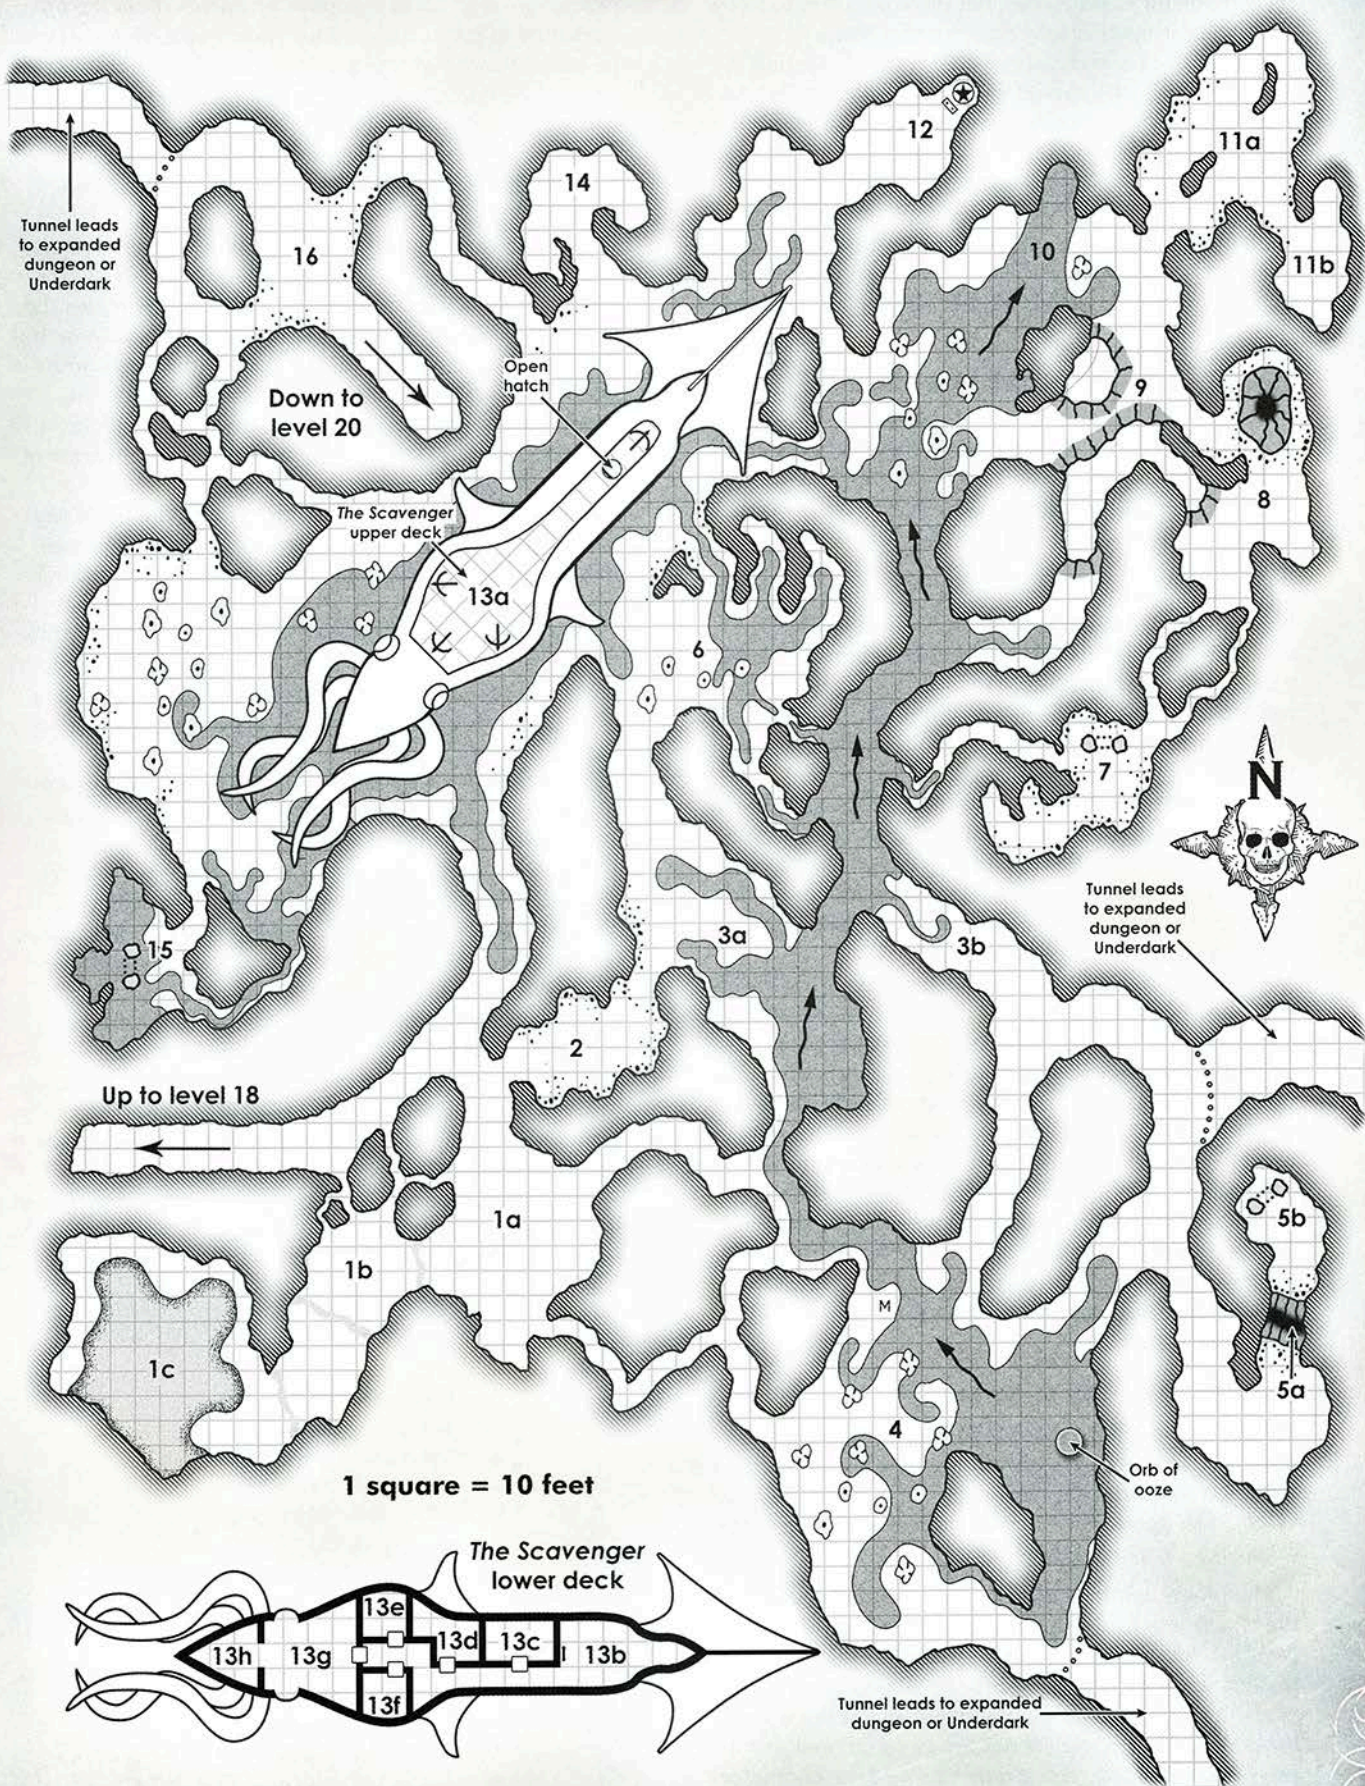 12
11a
14
Tunnel leads
to expanded
dungeon or
Underdark
16
10
11b
Open
hatch
Down to
level 20
9
The Scavenger
upper deck
8
13a
6
7
N
Tunnel leads
to expanded
dungeon or
Underdark
15
3a
3b
2
Up to level 18
1a
5b
1b
M
1c
5a
4
1 square = 10 feet
Orb of
ooze
The Scavenger
lower deck
13e
13h
13g
13d
13c
13b
13f
Tunnel leads to expanded
dungeon or Underdark